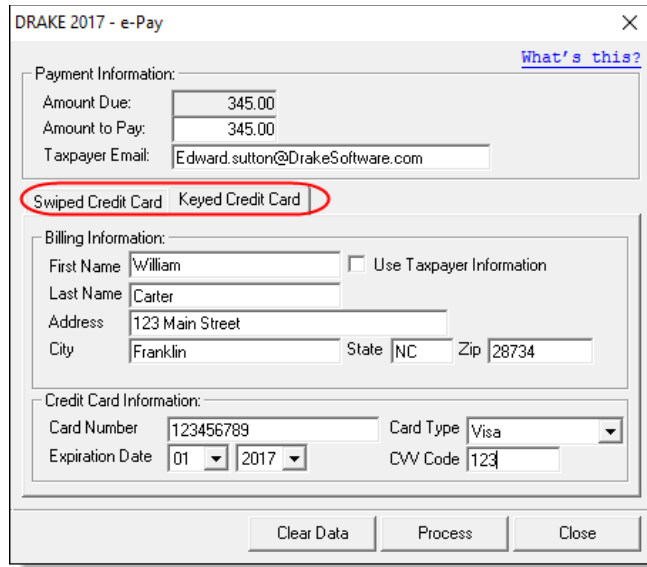 DRAKE 2017 - e-Pay
What's this?
Payment Information:
Amount Due: 345.00
Amount to Pay: 345.00
Taxpayer Email: Edward.sutton@DrakeSoftware.com
Swiped Credit Card Keyed Credit Card
Billing Information:
First Name William Use Taxpayer Information
Last Name Carter
Address 123 Main Street
City Franklin State NC Zip 28734
Credit Card Information:
Card Number 123456789 Card Type Visa
Expiration Date 01 2017 CVV Code 123
Clear Data Process Close